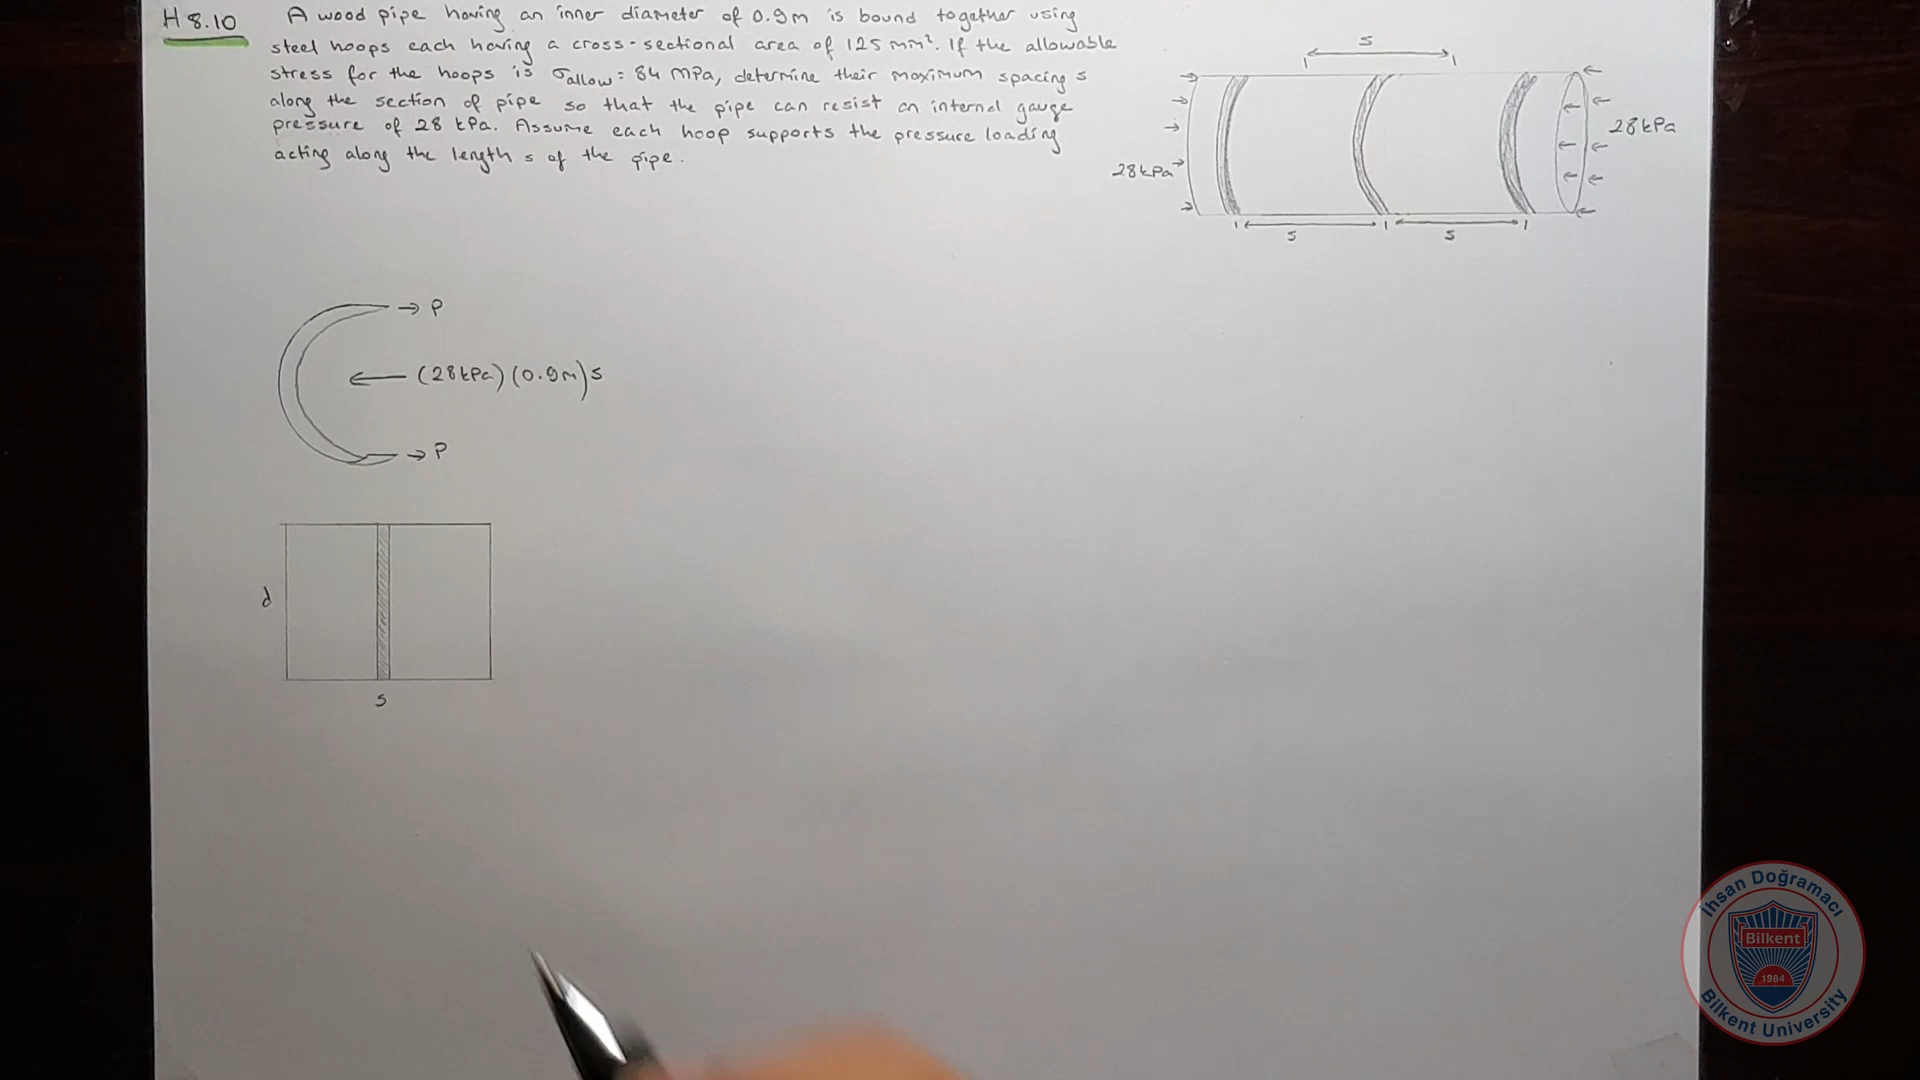 H 8.10
A wood pipe having an inner diameter of 0.9m is bound together using
steel hoops each having a cross-sectional area of 125 mm². If the allowable
stress for the hoops is σallow = 84 MPa, determine their maximum spacing s
along the section of pipe so that the pipe can resist an internal gauge
pressure of 28 kPa. Assume each hoop supports the pressure loading
acting along the length s of the pipe.
s
28kPa
28kPa
s
s
P
(28kPa)(0.9m)s
P
d
s
İhsan Doğramacı
Bilkent
1984
Bilkent University